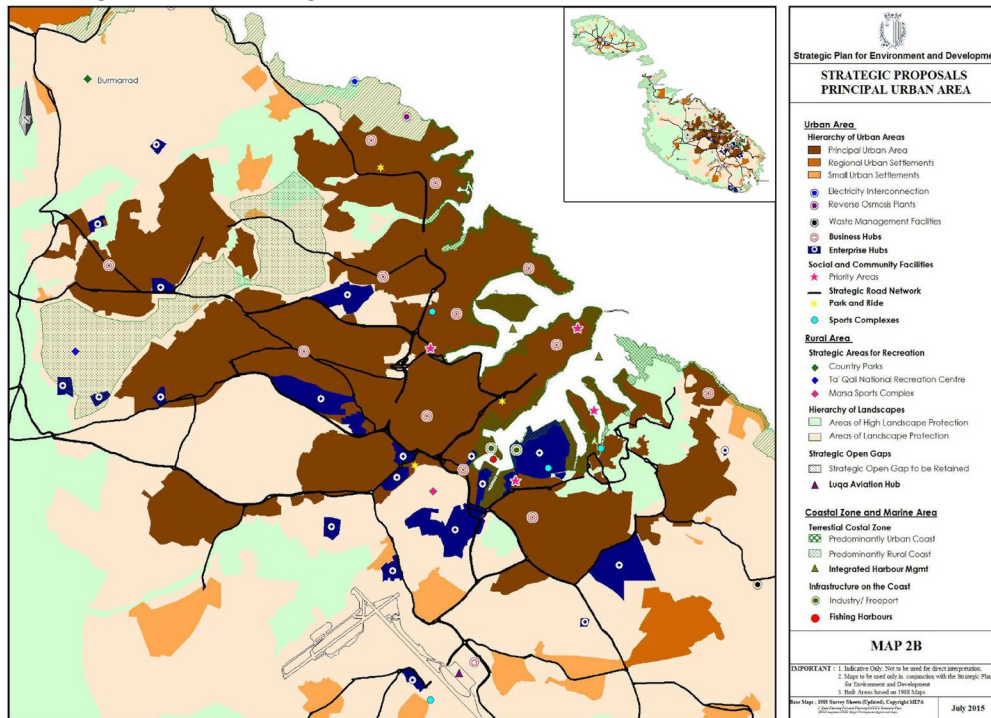 Burmarrad
N
Strategic Plan for Environment and Developme
STRATEGIC PROPOSALS
PRINCIPAL URBAN AREA
Urban Area
Hierarchy of Urban Areas
Principal Urban Area
Regional Urban Settlements
Small Urban Settlements
Electricity Interconnection
Reverse Osmosis Plants
Waste Management Facilities
Business Hubs
Enterprise Hubs
Social and Community Facilities
Priority Areas
Strategic Road Network
Park and Ride
Sports Complexes
Rural Area
Strategic Areas for Recreation
Country Parks
Ta' Qali National Recreation Centre
Marsa Sports Complex
Hierarchy of Landscapes
Areas of High Landscape Protection
Areas of Landscape Protection
Strategic Open Gaps
Strategic Open Gap to be Retained
Luqa Aviation Hub
Coastal Zone and Marine Area
Terrestial Costal Zone
Predominantly Urban Coast
Predominantly Rural Coast
Integrated Harbour Mgmt
Infrastructure on the Coast
Industry/ Freeport
Fishing Harbours
MAP 2B
IMPORTANT : 1. Indicative Only. Not to be used for direct interpretation.
2. Maps to be used only in conjunction with the Strategic Plan
for Environment and Development
3. Built Areas based on 1988 Maps
Base Maps : 1988 Survey Sheets (Updated), Copyright MEPA
July 2015